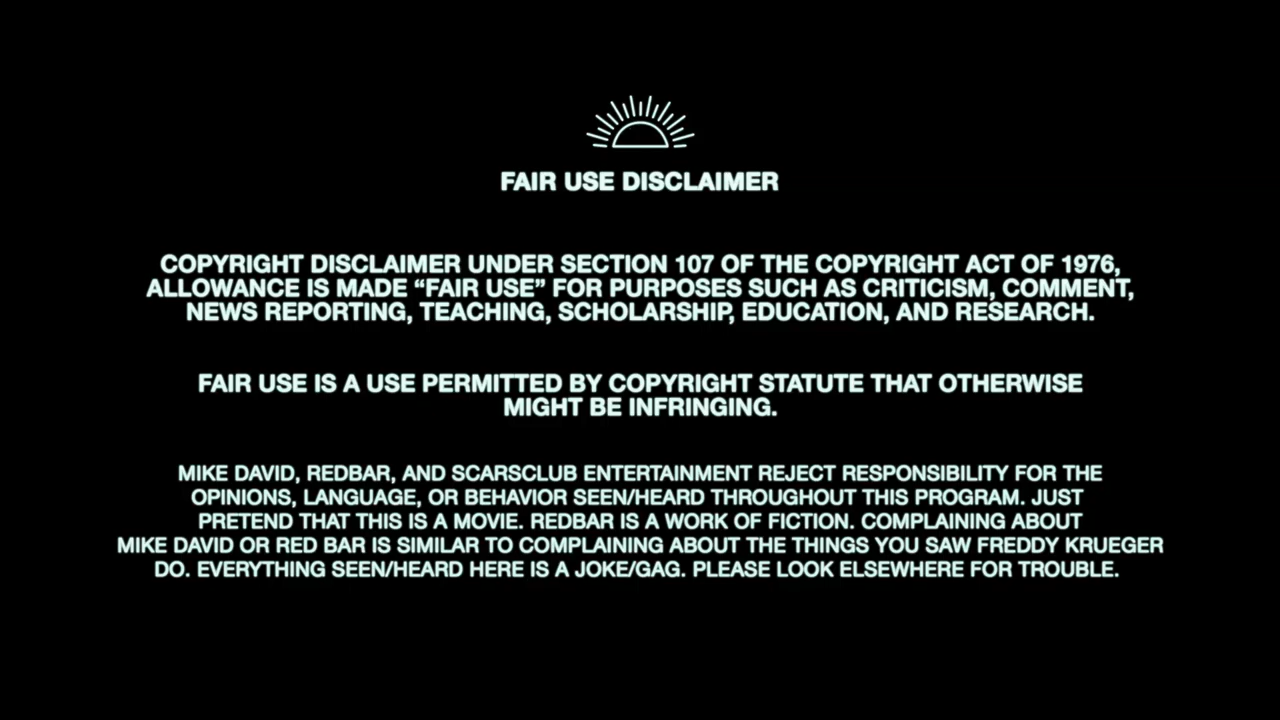 FAIR USE DISCLAIMER
COPYRIGHT DISCLAIMER UNDER SECTION 107 OF THE COPYRIGHT ACT OF 1976,
ALLOWANCE IS MADE “FAIR USE” FOR PURPOSES SUCH AS CRITICISM, COMMENT,
NEWS REPORTING, TEACHING, SCHOLARSHIP, EDUCATION, AND RESEARCH.
FAIR USE IS A USE PERMITTED BY COPYRIGHT STATUTE THAT OTHERWISE
MIGHT BE INFRINGING.
MIKE DAVID, REDBAR, AND SCARSCLUB ENTERTAINMENT REJECT RESPONSIBILITY FOR THE
OPINIONS, LANGUAGE, OR BEHAVIOR SEEN/HEARD THROUGHOUT THIS PROGRAM. JUST
PRETEND THAT THIS IS A MOVIE. REDBAR IS A WORK OF FICTION. COMPLAINING ABOUT
MIKE DAVID OR RED BAR IS SIMILAR TO COMPLAINING ABOUT THE THINGS YOU SAW FREDDY KRUEGER
DO. EVERYTHING SEEN/HEARD HERE IS A JOKE/GAG. PLEASE LOOK ELSEWHERE FOR TROUBLE.